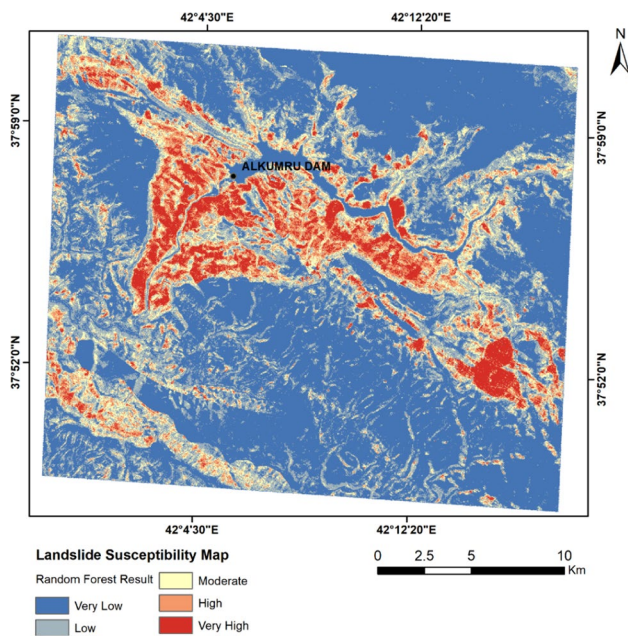 42°4'30"E 42°12'20"E
N
37°59'0"N 37°59'0"N
ALKUMRU DAM
37°52'0"N 37°52'0"N
42°4'30"E 42°12'20"E
Landslide Susceptibility Map
Random Forest Result
Very Low
Low
Moderate
High
Very High
0 2.5 5 10
Km